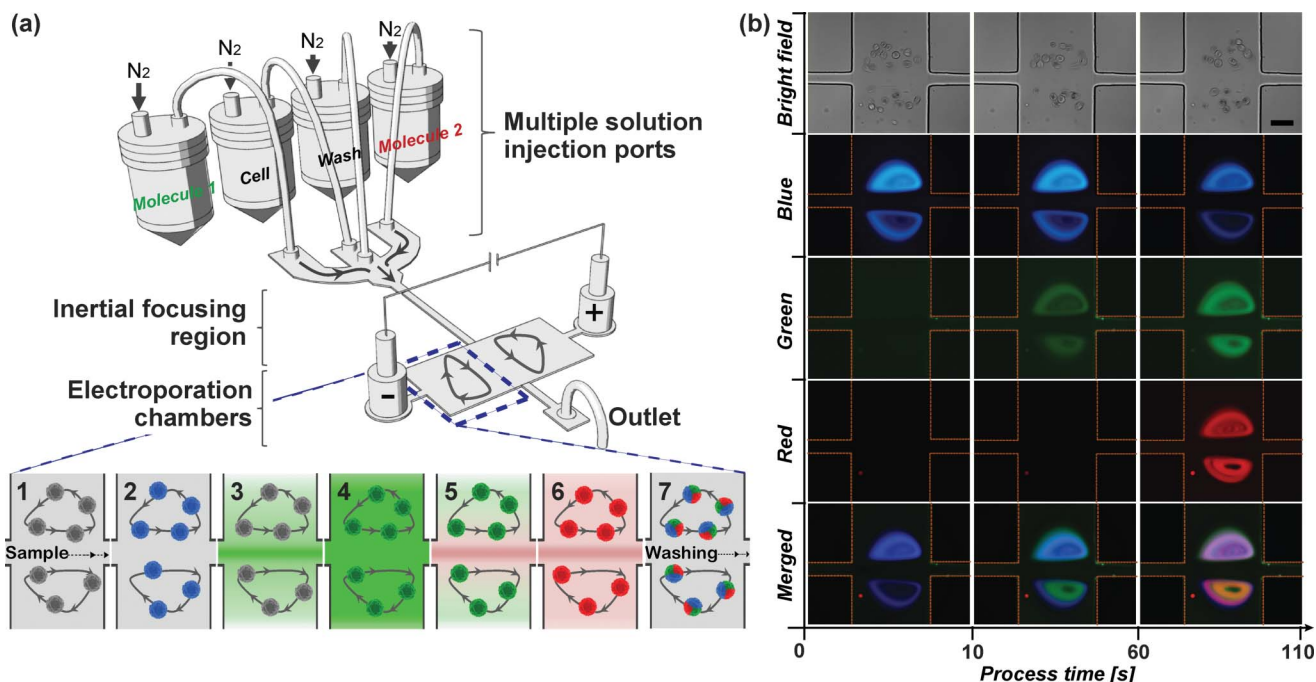 (a)
N2
N2
N2
N2
Molecule 1
Cell
Wash
Molecule 2
Multiple solution
injection ports
Inertial focusing
region
Electroporation
chambers
+
-
Outlet
1
2
3
4
5
6
7
Sample
Washing
(b)
Bright field
Blue
Green
Red
Merged
0
10
60
110
Process time [s]